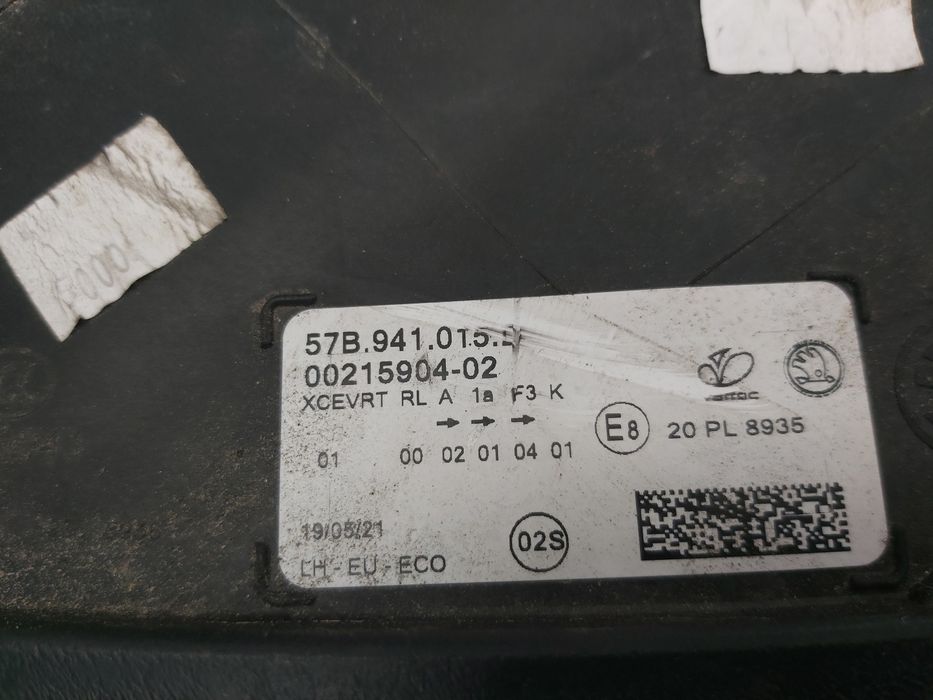 57B.941.015.
00215904-02
XCEVRT RL A 1a F3 K
E8 20 PL 8935
01 00 02 01 04 01
19/05/21
02S
LH - EU - ECO